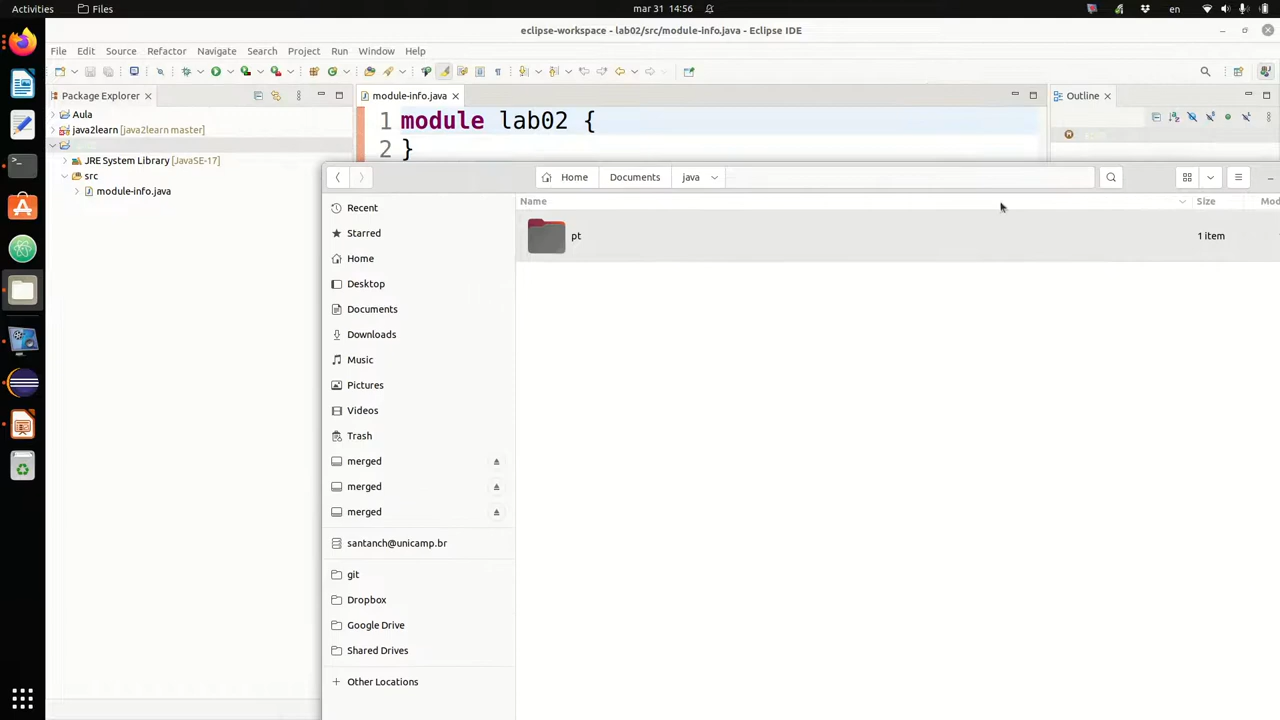 Activities Files mar 31 14:56 en
eclipse-workspace - lab02/src/module-info.java - Eclipse IDE
File Edit Source Refactor Navigate Search Project Run Window Help
Package Explorer module-info.java Outline
Aula
java2learn [java2learn master]
JRE System Library [JavaSE-17]
src
module-info.java
1 module lab02 {
2 }
Home Documents java
Name Size
pt 1 item
Recent
Starred
Home
Desktop
Documents
Downloads
Music
Pictures
Videos
Trash
merged
merged
merged
santanch@unicamp.br
git
Dropbox
Google Drive
Shared Drives
Other Locations